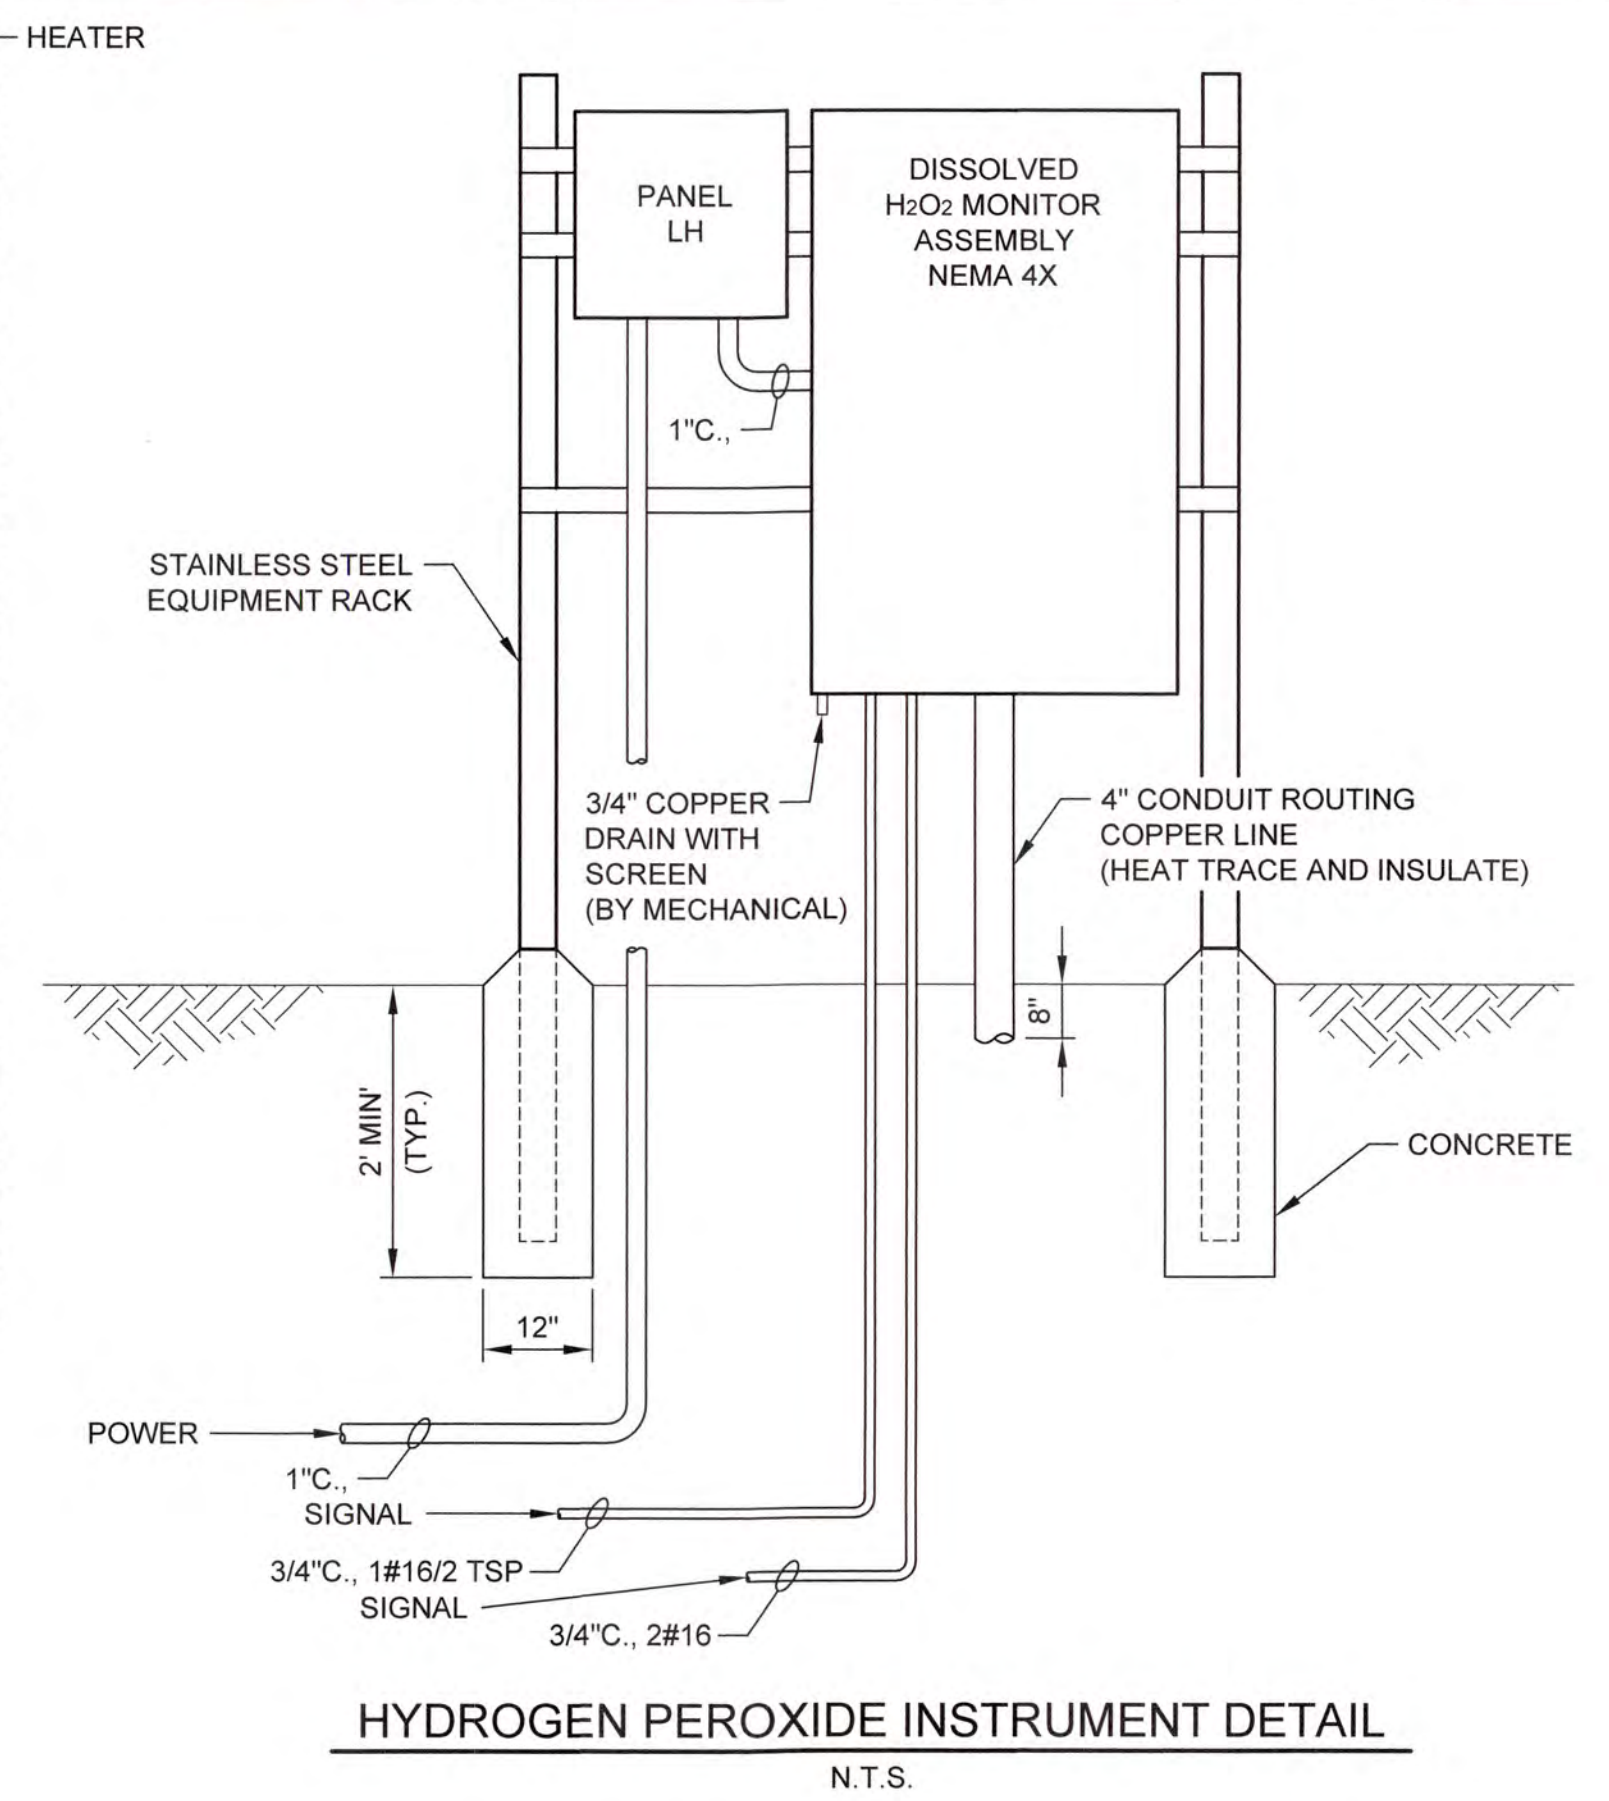 HEATER
PANEL
LH
DISSOLVED
H2O2 MONITOR
ASSEMBLY
NEMA 4X
1"C.,
STAINLESS STEEL
EQUIPMENT RACK
3/4" COPPER
DRAIN WITH
SCREEN
(BY MECHANICAL)
4" CONDUIT ROUTING
COPPER LINE
(HEAT TRACE AND INSULATE)
8"
2' MIN'
(TYP.)
CONCRETE
12"
POWER
1"C.,
SIGNAL
3/4"C., 1#16/2 TSP
SIGNAL
3/4"C., 2#16
HYDROGEN PEROXIDE INSTRUMENT DETAIL
N.T.S.